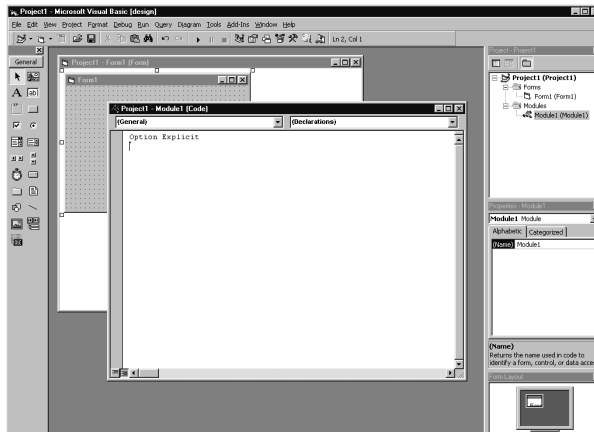 Project1 - Microsoft Visual Basic [design]
File Edit View Project Format Debug Run Query Diagram Tools Add-Ins Window Help
Ln 2, Col 1
General
A
ab|
Project1 - Form1 (Form)
Form1
Project1 - Module1 (Code)
(General)
(Declarations)
Option Explicit
Project - Project1
Project1 (Project1)
Forms
Form1 (Form1)
Modules
Module1 (Module1)
Properties - Module1
Module1 Module
Alphabetic Categorized
(Name) Module1
(Name)
Returns the name used in code to
identify a form, control, or data acce
Form Layout